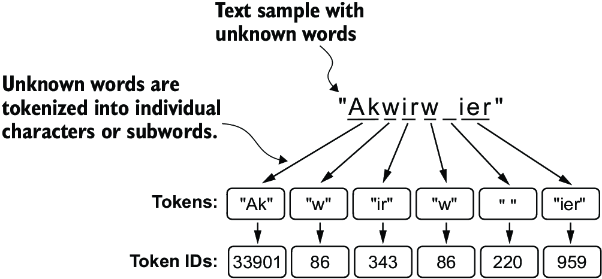 Text sample with
unknown words
Unknown words are
tokenized into individual
characters or subwords.
"Akwirw ier"
Tokens: "Ak" "w" "ir" "w" " " "ier"
Token IDs: 33901 86 343 86 220 959